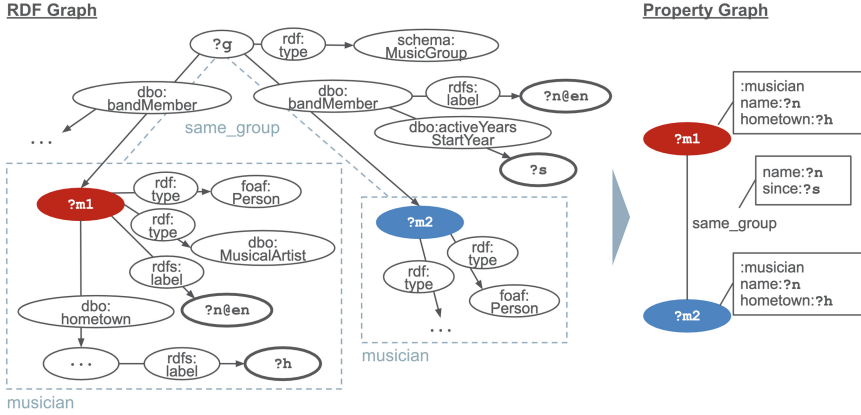 RDF Graph
Property Graph
?g
rdf:
type
schema:
MusicGroup
dbo:
bandMember
dbo:
bandMember
rdfs:
label
?n@en
dbo:activeYears
StartYear
?s
...
same_group
?m1
rdf:
type
foaf:
Person
rdf:
type
dbo:
MusicalArtist
rdfs:
label
?n@en
dbo:
hometown
...
rdfs:
label
?h
musician
?m2
rdf:
type
rdf:
type
foaf:
Person
...
musician
:musician
name:?n
hometown:?h
?m1
name:?n
since:?s
same_group
:musician
name:?n
hometown:?h
?m2